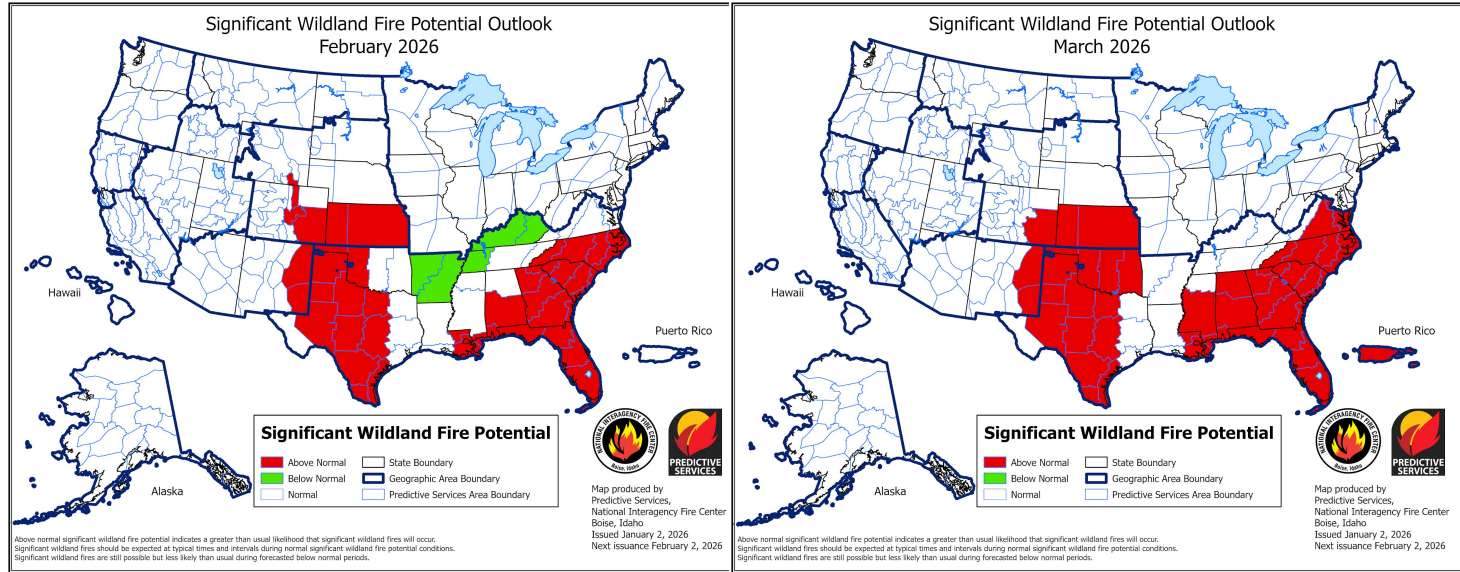 Significant Wildland Fire Potential Outlook
February 2026
Hawaii
Puerto Rico
Alaska
Significant Wildland Fire Potential
Above Normal
Below Normal
Normal
State Boundary
Geographic Area Boundary
Predictive Services Area Boundary
NATIONAL INTERAGENCY FIRE CENTER
Boise, Idaho
PREDICTIVE
SERVICES
Map produced by
Predictive Services,
National Interagency Fire Center
Boise, Idaho
Issued January 2, 2026
Next issuance February 2, 2026
Above normal significant wildland fire potential indicates a greater than usual likelihood that significant wildland fires will occur.
Significant wildland fires should be expected at typical times and intervals during normal significant wildland fire potential conditions.
Significant wildland fires are still possible but less likely than usual during forecasted below normal periods.
Significant Wildland Fire Potential Outlook
March 2026
Hawaii
Puerto Rico
Alaska
Significant Wildland Fire Potential
Above Normal
Below Normal
Normal
State Boundary
Geographic Area Boundary
Predictive Services Area Boundary
NATIONAL INTERAGENCY FIRE CENTER
Boise, Idaho
PREDICTIVE
SERVICES
Map produced by
Predictive Services,
National Interagency Fire Center
Boise, Idaho
Issued January 2, 2026
Next issuance February 2, 2026
Above normal significant wildland fire potential indicates a greater than usual likelihood that significant wildland fires will occur.
Significant wildland fires should be expected at typical times and intervals during normal significant wildland fire potential conditions.
Significant wildland fires are still possible but less likely than usual during forecasted below normal periods.